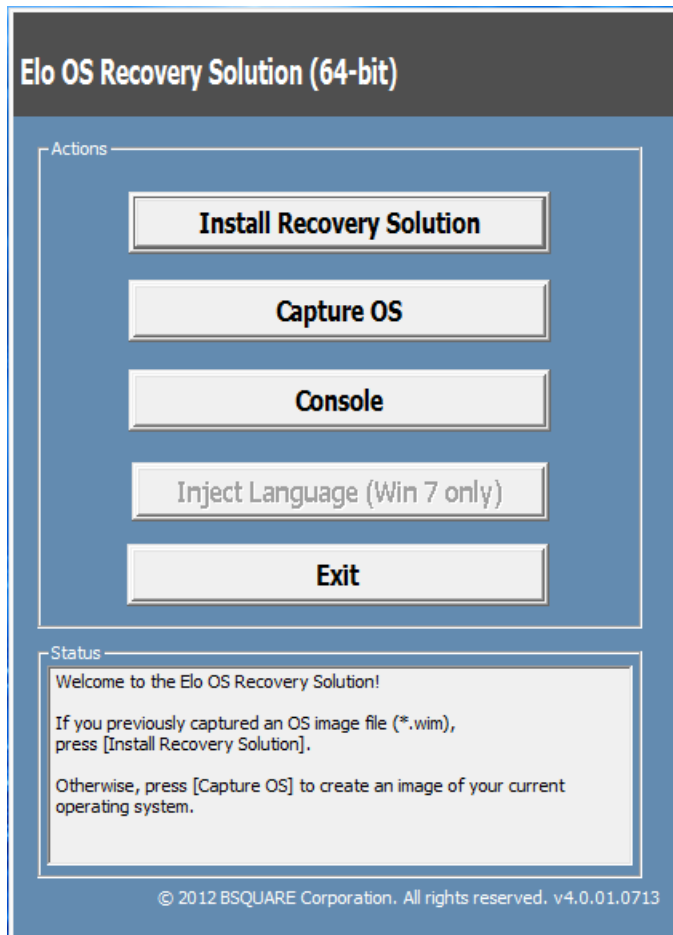 Elo OS Recovery Solution (64-bit)
Actions
Install Recovery Solution
Capture OS
Console
Inject Language (Win 7 only)
Exit
Status
Welcome to the Elo OS Recovery Solution!
If you previously captured an OS image file (*.wim),
press [Install Recovery Solution].
Otherwise, press [Capture OS] to create an image of your current
operating system.
© 2012 BSQUARE Corporation. All rights reserved. v4.0.01.0713